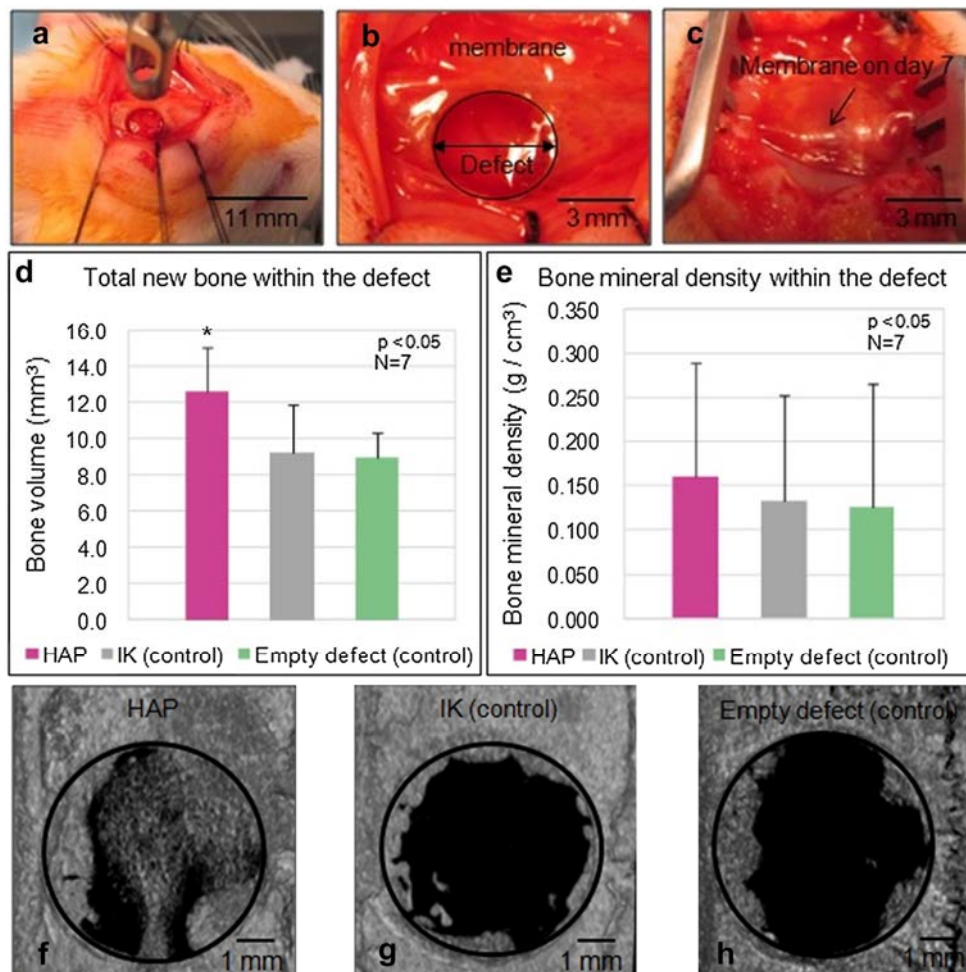 a
11 mm
b
membrane
Defect
3 mm
c
Membrane on day 7
3 mm
d Total new bone within the defect
Bone volume (mm³)
16.0
14.0
12.0
10.0
8.0
6.0
4.0
2.0
0.0
*
p <0.05
N=7
HAP IK (control) Empty defect (control)
e Bone mineral density within the defect
Bone mineral density (g / cm³)
0.350
0.300
0.250
0.200
0.150
0.100
0.050
0.000
p <0.05
N=7
HAP IK (control) Empty defect (control)
HAP
f
1 mm
IK (control)
g
1 mm
Empty defect (control)
h
1 mm